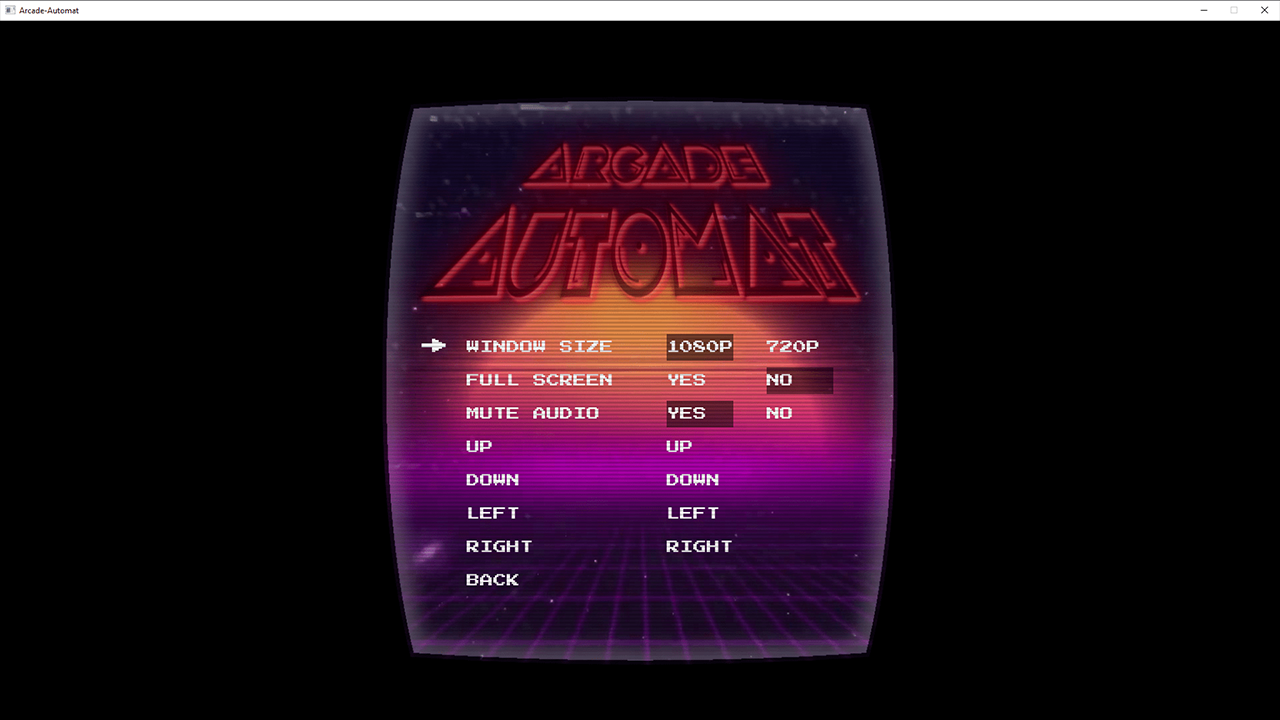 Arcade-Automat
ARCADE
AUTOMAT
WINDOW SIZE 1080P 720P
FULL SCREEN YES NO
MUTE AUDIO YES NO
UP UP
DOWN DOWN
LEFT LEFT
RIGHT RIGHT
BACK